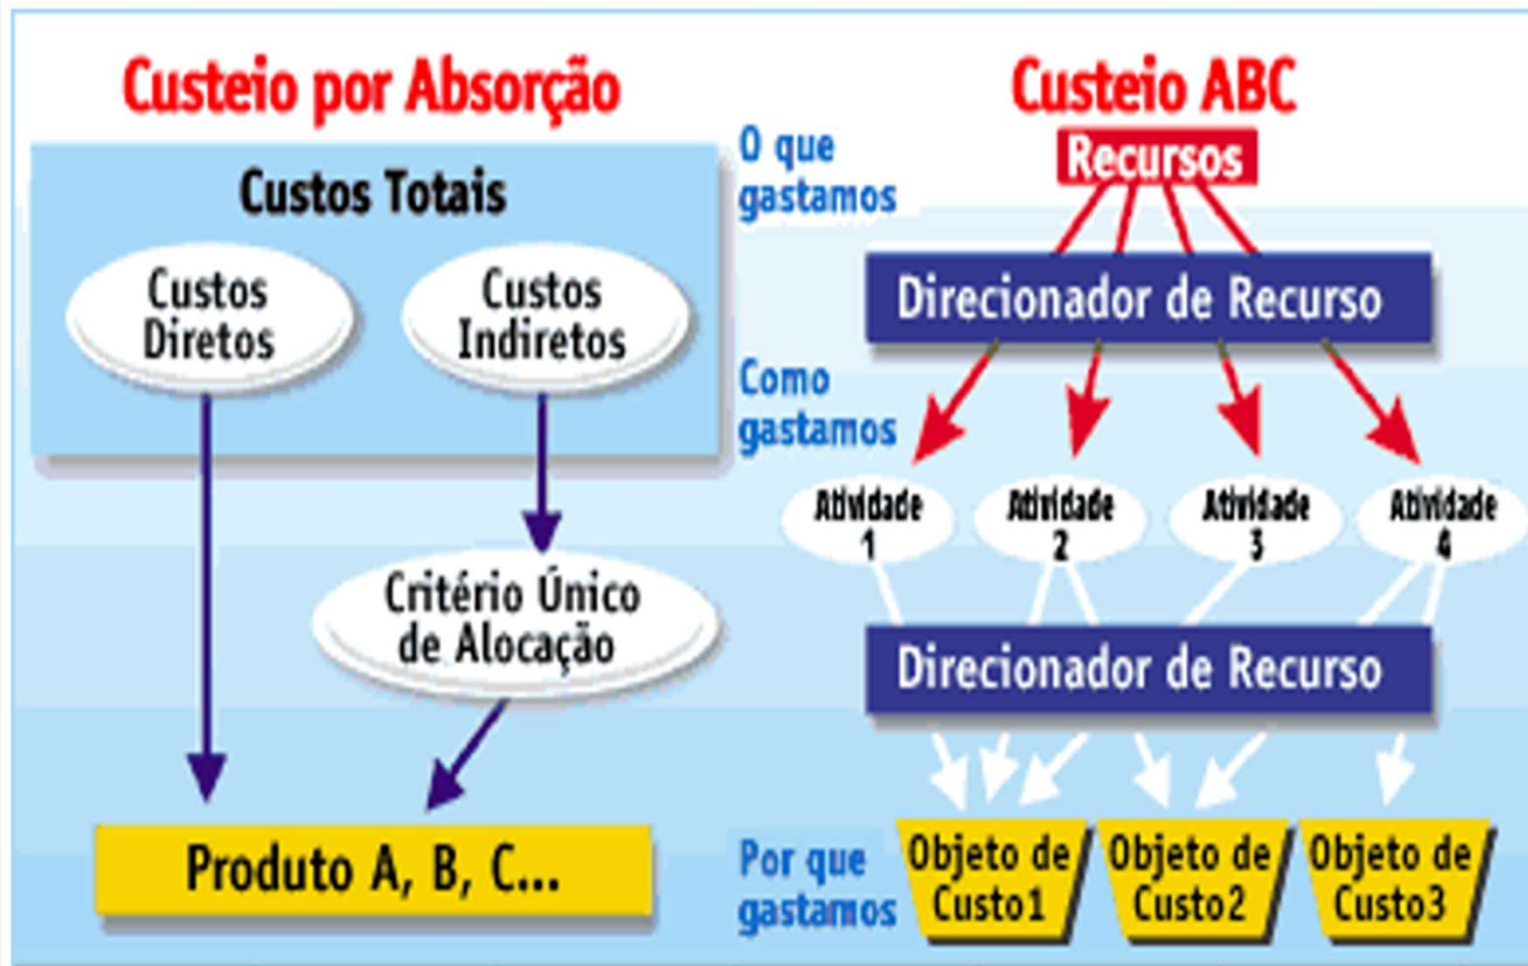 Custeio por Absorção
Custos Totais
Custos
Diretos
Custos
Indiretos
Critério Único
de Alocação
Produto A, B, C...
O que
gastamos
Como
gastamos
Por que
gastamos
Custeio ABC
Recursos
Direcionador de Recurso
Atividade
1
Atividade
2
Atividade
3
Atividade
4
Direcionador de Recurso
Objeto de
Custo1
Objeto de
Custo2
Objeto de
Custo3